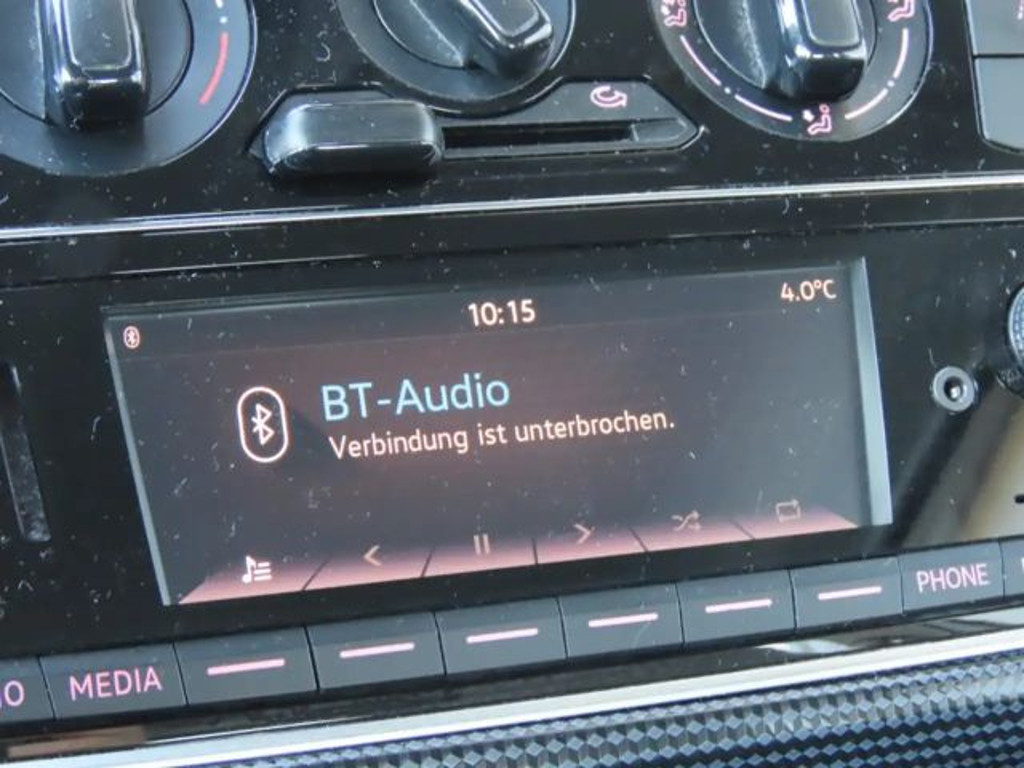 10:15
4.0°C
BT-Audio
Verbindung ist unterbrochen.
PHONE
MEDIA